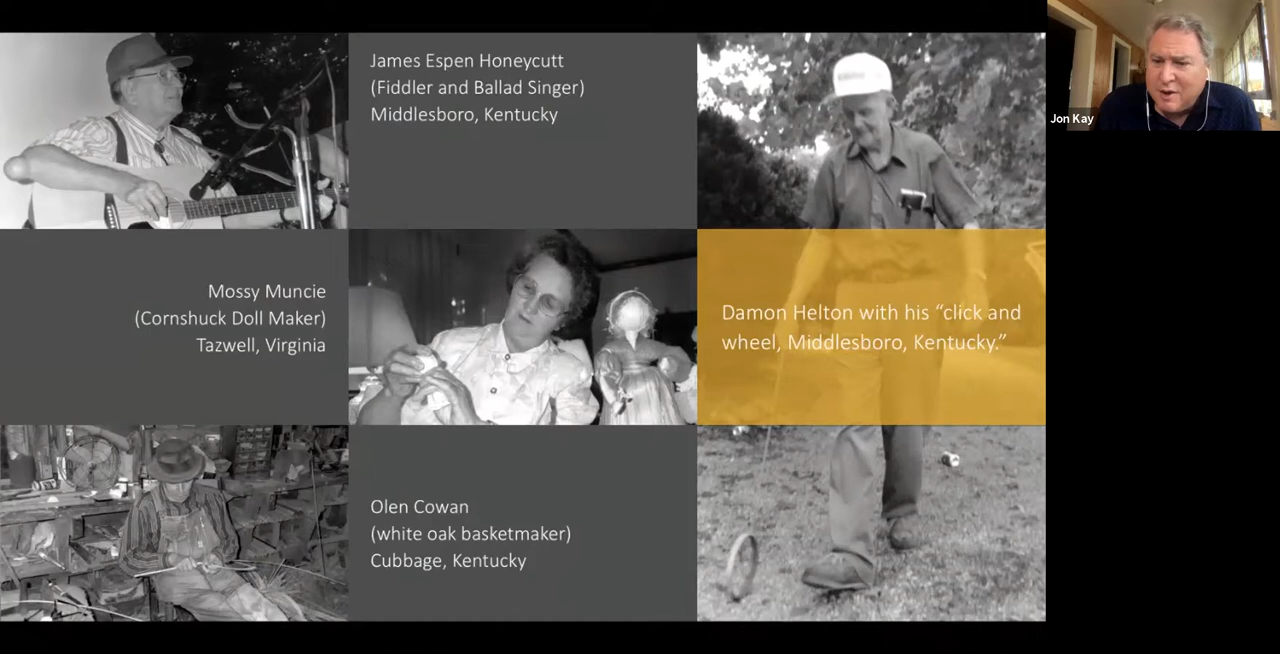 James Espen Honeycutt
(Fiddler and Ballad Singer)
Middlesboro, Kentucky
Jon Kay
Mossy Muncie
(Cornshuck Doll Maker)
Tazwell, Virginia
Damon Helton with his “click and
wheel, Middlesboro, Kentucky.”
Olen Cowan
(white oak basketmaker)
Cubbage, Kentucky